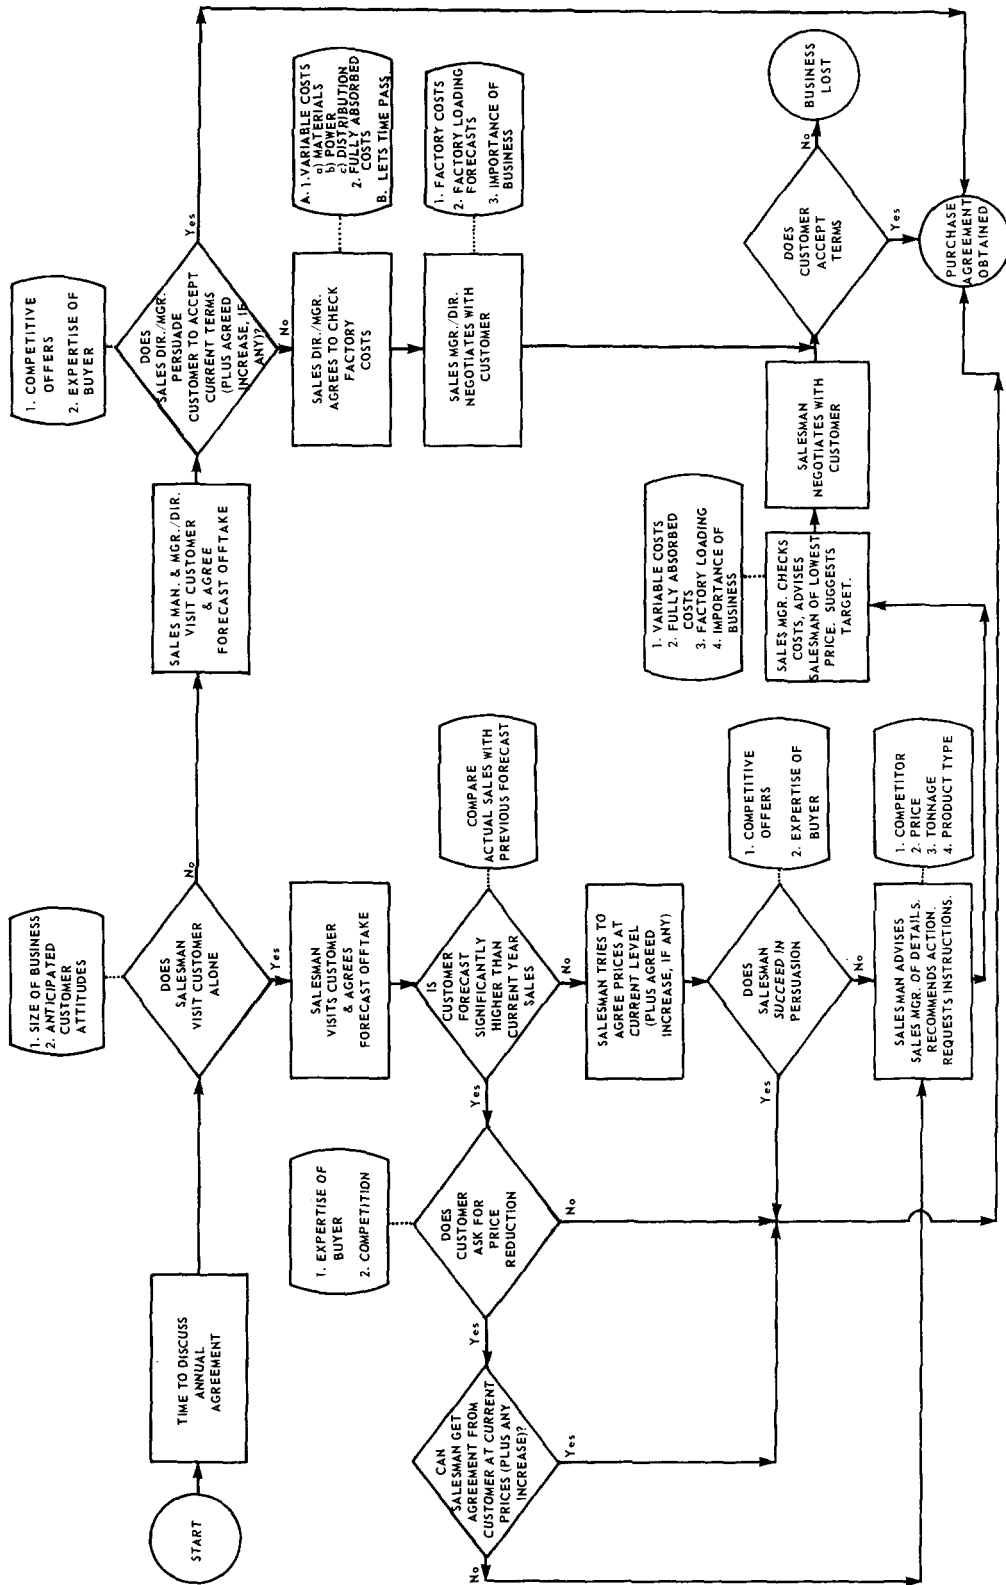 START
TIME TO DISCUSS
ANNUAL
AGREEMENT
1. SIZE OF BUSINESS
2. ANTICIPATED
CUSTOMER
ATTITUDES
DOES
SALESMAN
VISIT CUSTOMER
ALONE
No
Yes
SALES MAN. & MGR./DIR.
VISIT CUSTOMER
& AGREE
FORECAST OFFTAKE
1. COMPETITIVE
OFFERS
2. EXPERTISE OF
BUYER
DOES
SALES DIR./MGR.
PERSUADE
CUSTOMER TO ACCEPT
CURRENT TERMS
(PLUS AGREED
INCREASE, IF
ANY)?
Yes
No
SALES DIR./MGR.
AGREES TO CHECK
FACTORY
COSTS
A. 1. VARIABLE COSTS
a) MATERIALS
b) POWER
c) DISTRIBUTION
2. FULLY ABSORBED
COSTS
B. LETS TIME PASS
SALES MGR./DIR.
NEGOTIATES WITH
CUSTOMER
1. FACTORY COSTS
2. FACTORY LOADING
FORECASTS
3. IMPORTANCE OF
BUSINESS
SALESMAN
VISITS CUSTOMER
& AGREES
FORECAST OFFTAKE
IS
CUSTOMER
FORECAST
SIGNIFICANTLY
HIGHER THAN
CURRENT YEAR
SALES
COMPARE
ACTUAL SALES WITH
PREVIOUS FORECAST
Yes
No
1. EXPERTISE OF
BUYER
2. COMPETITION
DOES
CUSTOMER
ASK FOR
PRICE
REDUCTION
Yes
No
CAN
SALESMAN GET
AGREEMENT FROM
CUSTOMER AT CURRENT
PRICES (PLUS ANY
INCREASE)?
No
Yes
SALESMAN TRIES TO
AGREE PRICES AT
CURRENT LEVEL
(PLUS AGREED
INCREASE, IF ANY)
DOES
SALESMAN
SUCCEED IN
PERSUASION
1. COMPETITIVE
OFFERS
2. EXPERTISE OF
BUYER
Yes
No
SALESMAN ADVISES
SALES MGR. OF DETAILS.
RECOMMENDS ACTION.
REQUESTS INSTRUCTIONS.
1. COMPETITOR
2. PRICE
3. TONNAGE
4. PRODUCT TYPE
1. VARIABLE COSTS
2. FULLY ABSORBED
COSTS
3. FACTORY LOADING
4. IMPORTANCE OF
BUSINESS
SALES MGR. CHECKS
COSTS, ADVISES
SALESMAN OF LOWEST
PRICE. SUGGESTS
TARGET.
SALESMAN
NEGOTIATES WITH
CUSTOMER
DOES
CUSTOMER
ACCEPT
TERMS
No
Yes
BUSINESS
LOST
PURCHASE
AGREEMENT
OBTAINED